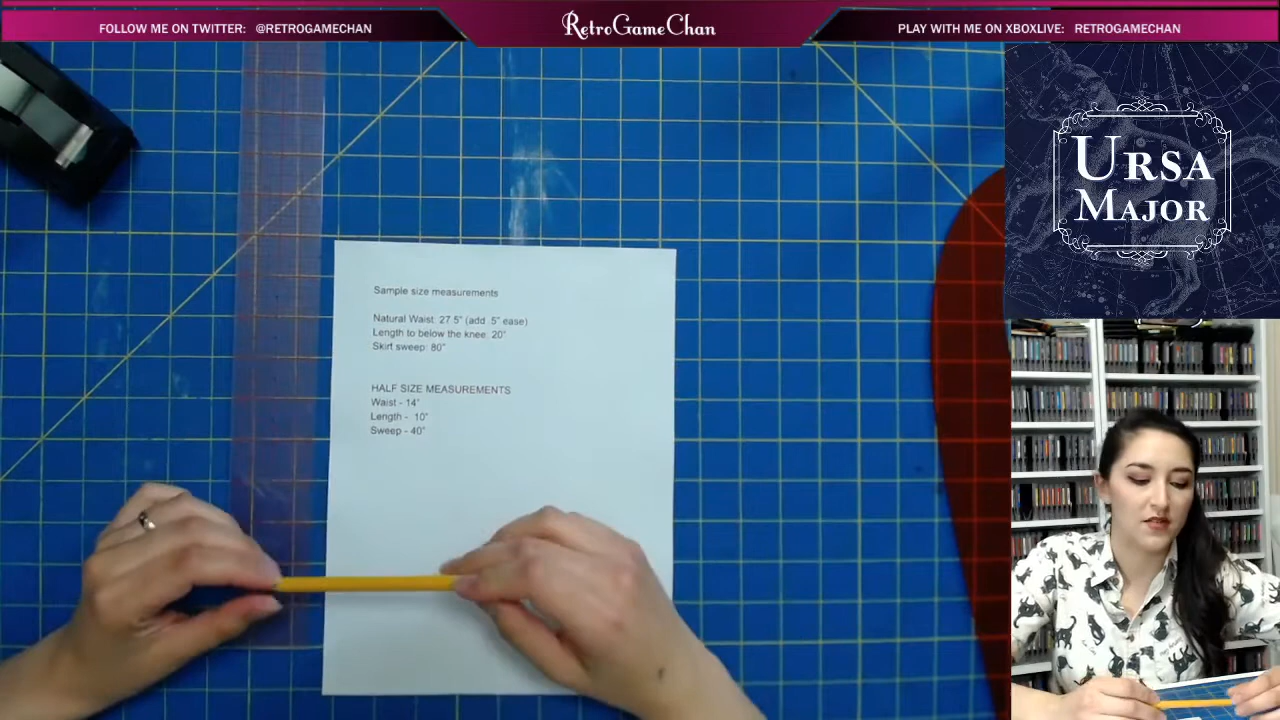 FOLLOW ME ON TWITTER: @RETROGAMECHAN
RetroGameChan
PLAY WITH ME ON XBOXLIVE: RETROGAMECHAN
URSA
MAJOR
Sample size measurements
Natural Waist: 27.5" (add .5" ease)
Length to below the knee: 20"
Skirt sweep: 80"
HALF SIZE MEASUREMENTS
Waist - 14"
Length - 10"
Sweep - 40"